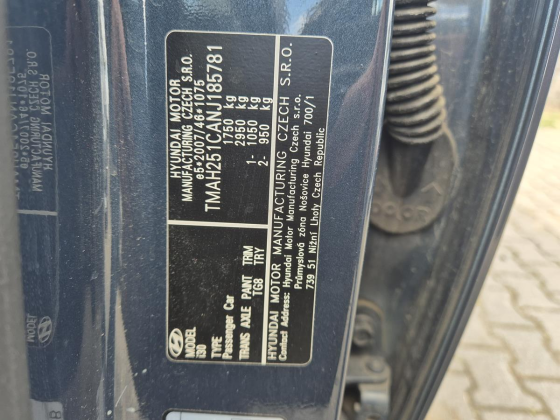 HYUNDAI MOTOR
MANUFACTURING CZECH S.R.O.
e5*2007/46*1075
TMAH251CANJ185781
1750 kg
2950 kg
1- 1050 kg
2- 950 kg
MODEL
i30
TYPE
Passenger Car
TRANS AXLE PAINT TRIM
TG8 TRY
HYUNDAI MOTOR MANUFACTURING CZECH S.R.O.
Contact Address: Hyundai Motor Manufacturing Czech s.r.o.
Průmyslová zóna Nošovice Hyundai 700/1
739 51 Nižní Lhoty Czech Republic